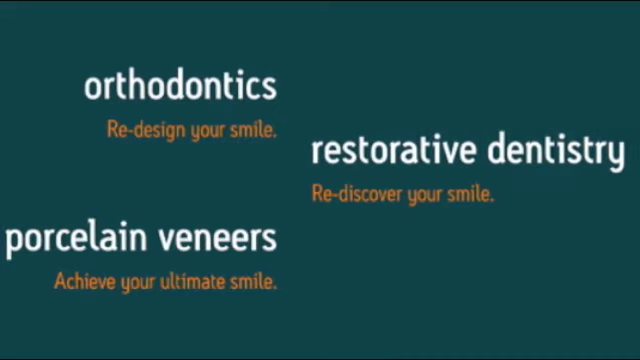 orthodontics
Re-design your smile.
restorative dentistry
Re-discover your smile.
porcelain veneers
Achieve your ultimate smile.